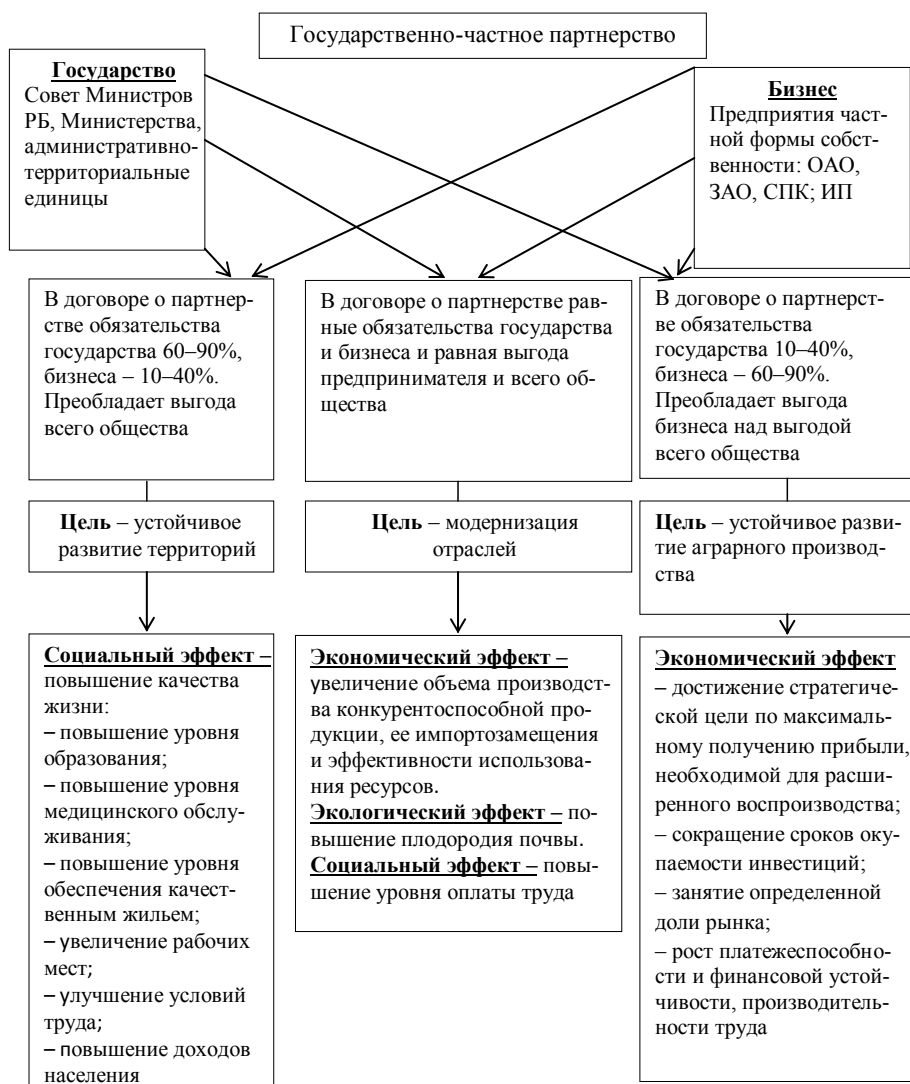 Государственно-частное партнерство
Государство
Совет Министров
РБ, Министерства,
административно-
территориальные
единицы
Бизнес
Предприятия част-
ной формы собст-
венности: ОАО,
ЗАО, СПК; ИП
В договоре о партнер-
стве обязательства
государства 60–90%,
бизнеса – 10–40%.
Преобладает выгода
всего общества
В договоре о партнерстве рав-
ные обязательства государства
и бизнеса и равная выгода
предпринимателя и всего об-
щества
В договоре о партнерст-
ве обязательства
государства 10–40%,
бизнеса – 60–90%.
Преобладает выгода
бизнеса над выгодой
всего общества
Цель – устойчивое
развитие территорий
Цель – модернизация
отраслей
Цель – устойчивое разви-
тие аграрного производ-
ства
Социальный эффект –
повышение качества
жизни:
– повышение уровня
образования;
– повышение уровня
медицинского обслу-
живания;
– повышение уровня
обеспечения качест-
венным жильем;
– увеличение рабочих
мест;
– улучшение условий
труда;
– повышение доходов
населения
Экономический эффект –
увеличение объема производст-
ва конкурентоспособной про-
дукции, ее импортозамещения
и эффективности использова-
ния ресурсов.
Экологический эффект – по-
вышение плодородия почвы.
Социальный эффект – повы-
шение уровня оплаты труда
Экономический эффект
– достижение стратегиче-
ской цели по максималь-
ному получению прибыли,
необходимой для расши-
ренного воспроизводства;
– сокращение сроков оку-
паемости инвестиций;
– занятие определенной
доли рынка;
– рост платежеспособно-
сти и финансовой устой-
чивости, производитель-
ности труда